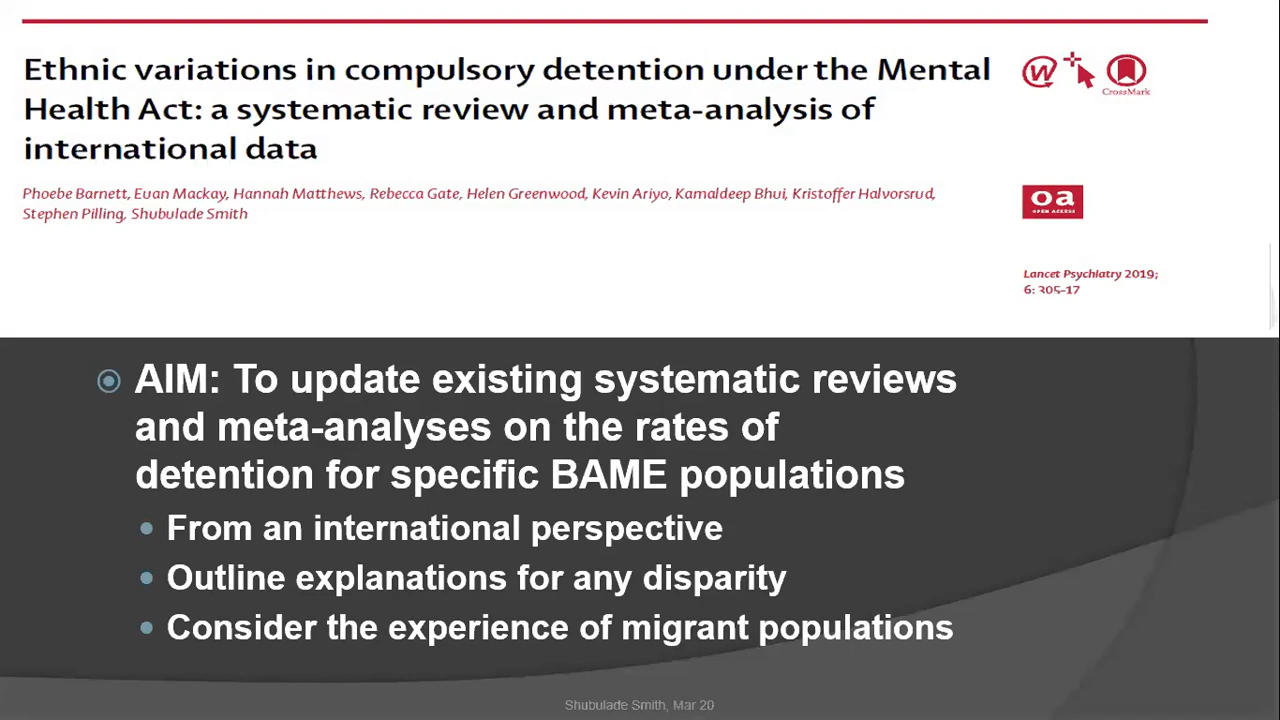 Ethnic variations in compulsory detention under the Mental
Health Act: a systematic review and meta-analysis of
international data
Phoebe Barnett, Euan Mackay, Hannah Matthews, Rebecca Gate, Helen Greenwood, Kevin Ariyo, Kamaldeep Bhui, Kristoffer Halvorsrud,
Stephen Pilling, Shubulade Smith
W
CrossMark
oa
OPEN ACCESS
Lancet Psychiatry 2019;
6: 305–17
AIM: To update existing systematic reviews
and meta-analyses on the rates of
detention for specific BAME populations
From an international perspective
Outline explanations for any disparity
Consider the experience of migrant populations
Shubulade Smith, Mar 20